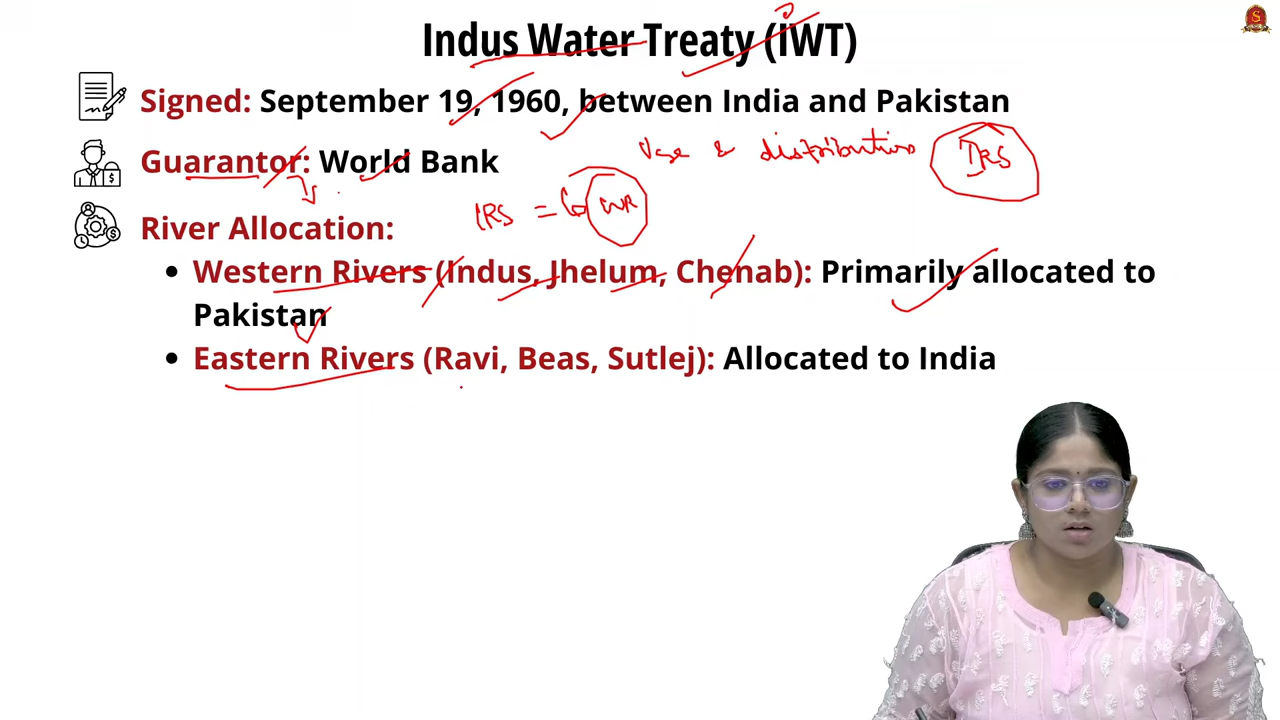 Indus Water Treaty (IWT)
Signed: September 19, 1960, between India and Pakistan
Use & distribution IRS
Guarantor: World Bank
IRS = 6 WR
River Allocation:
• Western Rivers (Indus, Jhelum, Chenab): Primarily allocated to
Pakistan
• Eastern Rivers (Ravi, Beas, Sutlej): Allocated to India